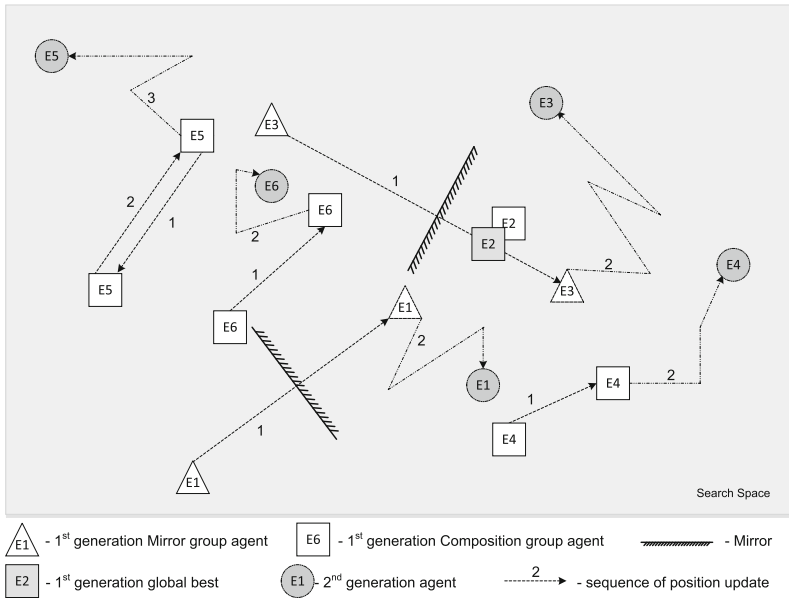 E5
E3
3
E3
E5
1
E6
2
1
E6
E2
2
E2
1
2
E4
E3
E5
E1
E6
2
2
E1
E4
1
1
E4
E1
Search Space
E1 - 1st generation Mirror group agent
E6 - 1st generation Composition group agent
- Mirror
E2 - 1st generation global best
E1 - 2nd generation agent
2 - sequence of position update